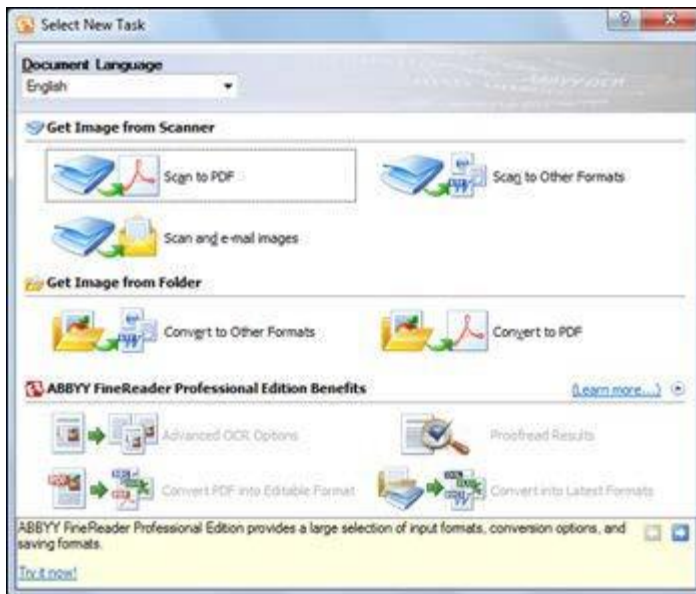 Select New Task
Document Language
English
Get Image from Scanner
Scan to PDF
Scan to Other Formats
Scan and e-mail images
Get Image from Folder
Convert to Other Formats
Convert to PDF
ABBYY FineReader Professional Edition Benefits
(Learn more...)
Advanced OCR Options
Proofread Results
Convert PDF into Editable Format
Convert into Latest Formats
ABBYY FineReader Professional Edition provides a large selection of input formats, conversion options, and
saving formats.
Try it now!